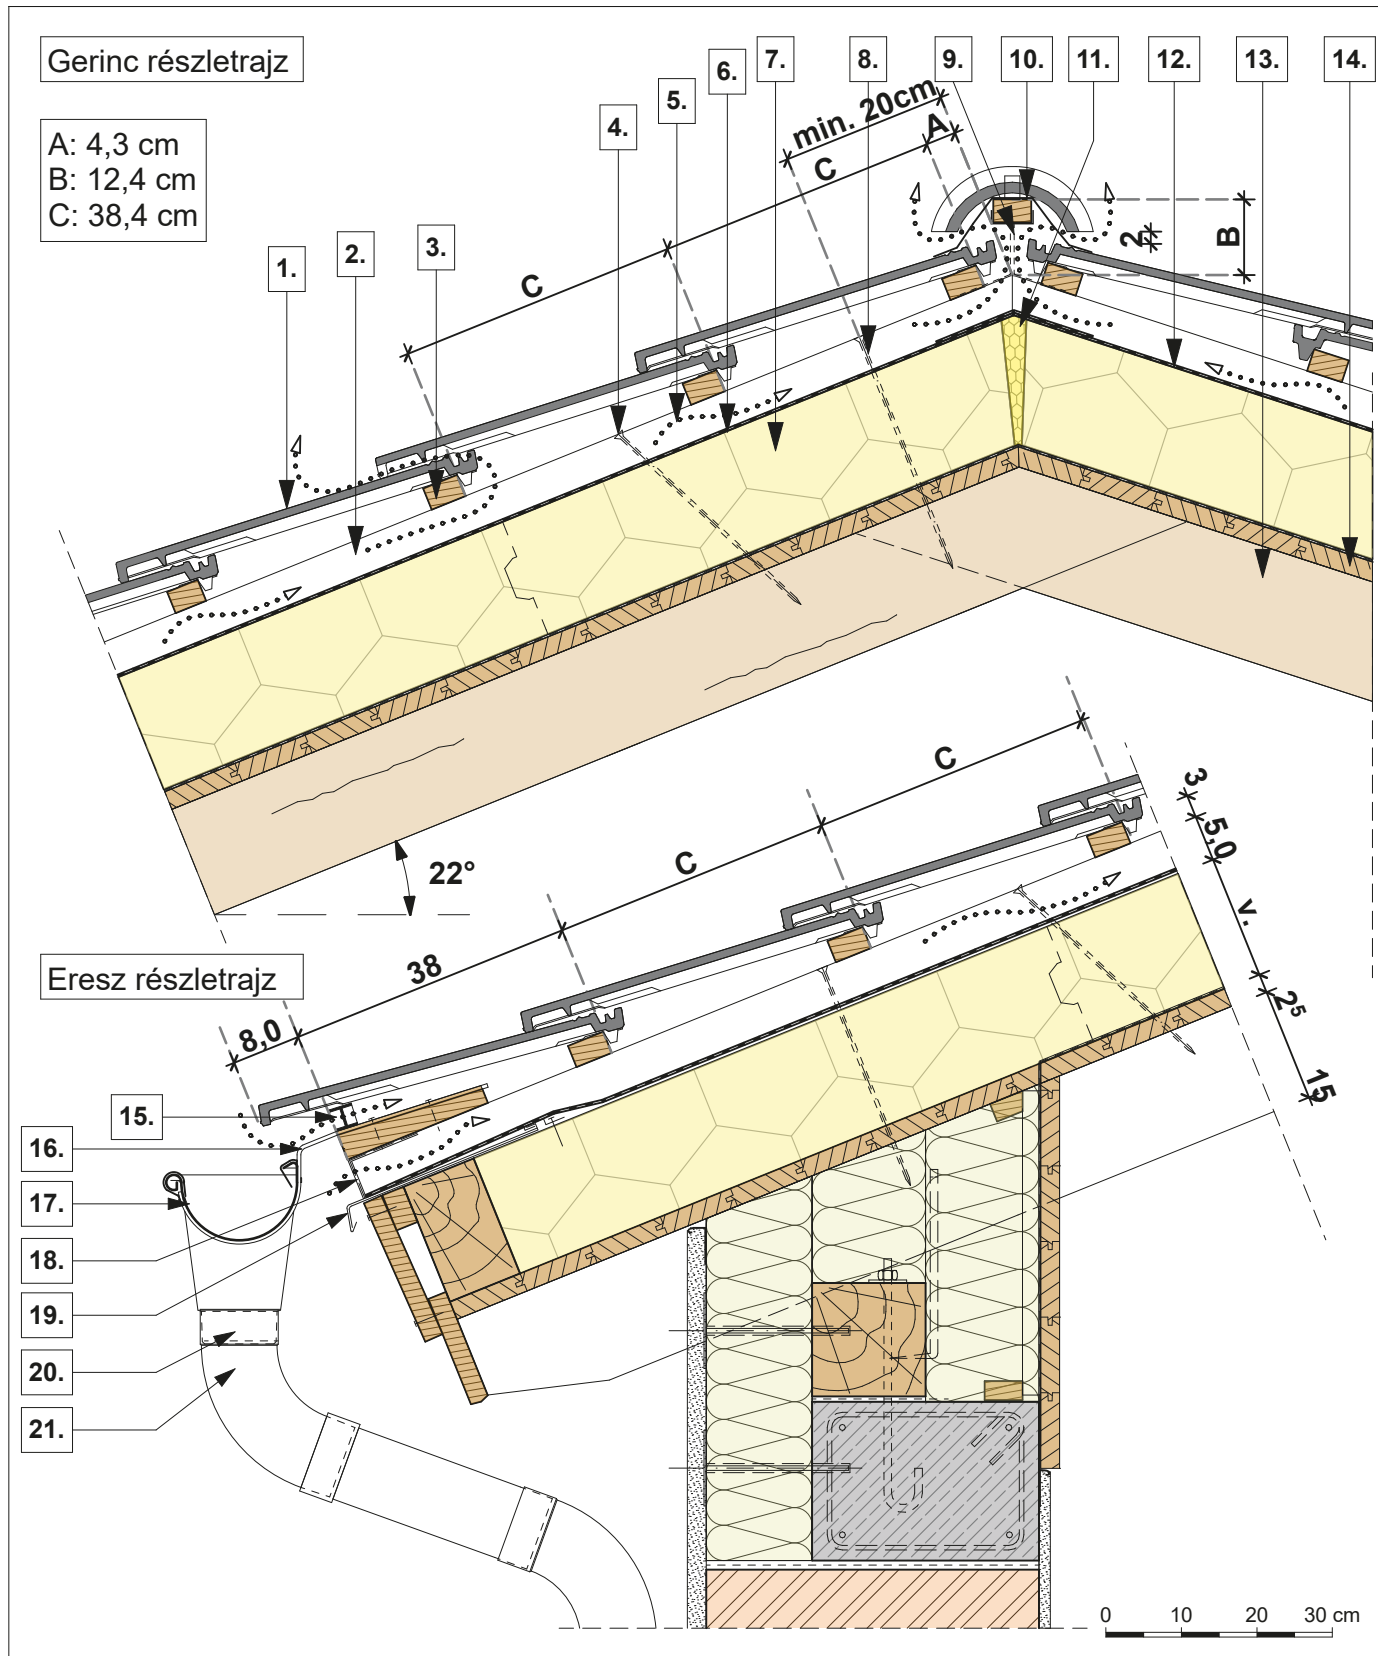 Gerinc részletrajz
A: 4,3 cm
B: 12,4 cm
C: 38,4 cm
1.
2.
3.
4.
5.
6.
7.
8.
9.
10.
11.
12.
13.
14.
min. 20cm
A
C
C
B
2
22°
C
C
38
8,0
3
5,0
v.
2⁵
15
Eresz részletrajz
15.
16.
17.
18.
19.
20.
21.
0 10 20 30 cm